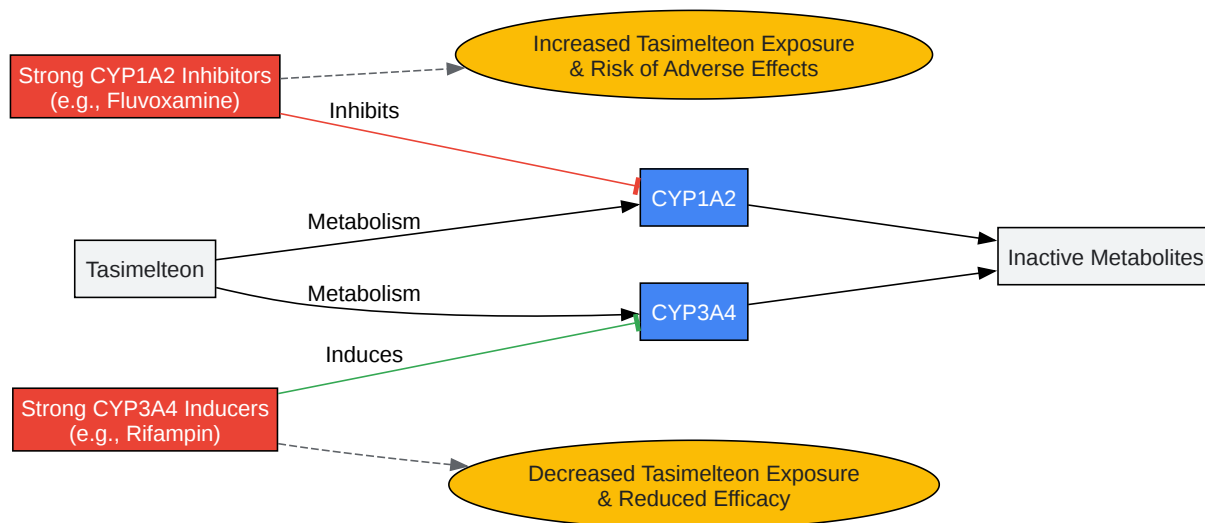 Increased Tasimelteon Exposure
& Risk of Adverse Effects
Strong CYP1A2 Inhibitors
(e.g., Fluvoxamine)
Inhibits
CYP1A2
Metabolism
Tasimelteon
Inactive Metabolites
Metabolism
CYP3A4
Induces
Strong CYP3A4 Inducers
(e.g., Rifampin)
Decreased Tasimelteon Exposure
& Reduced Efficacy